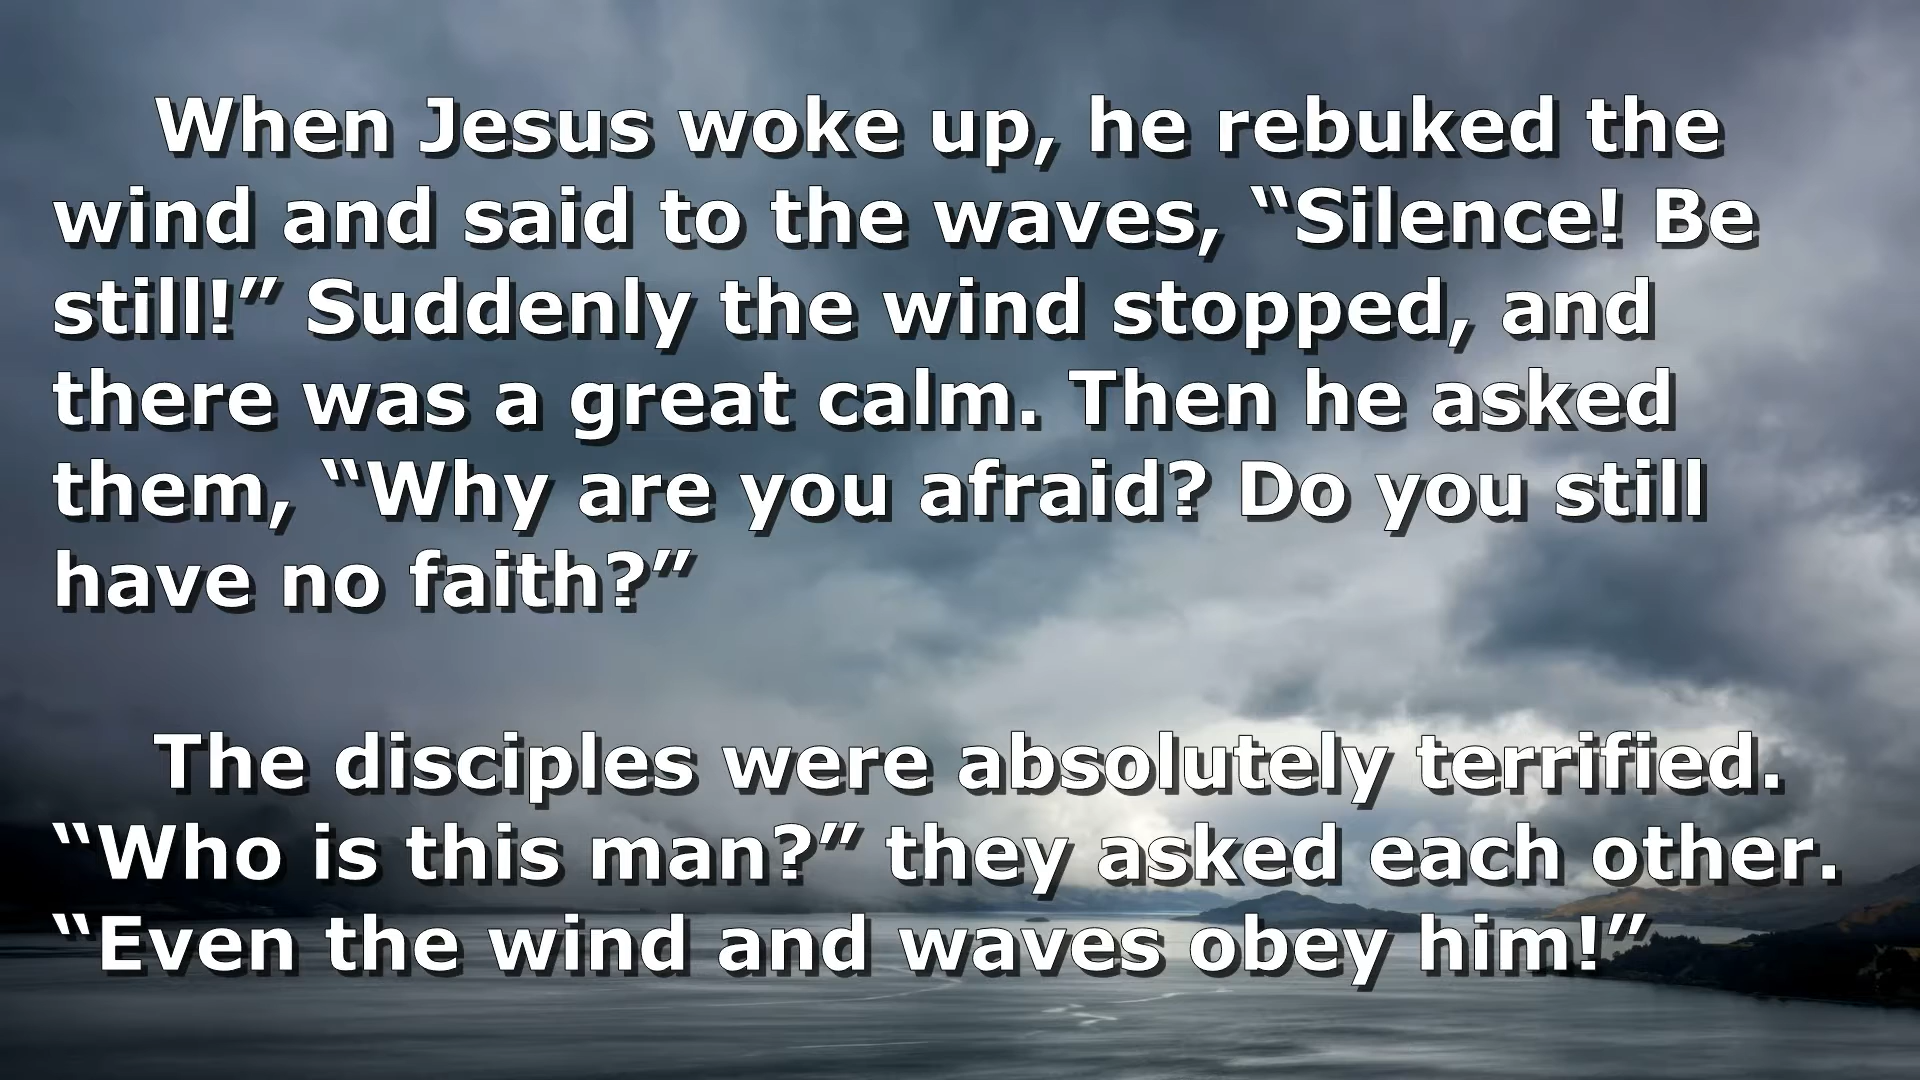 When Jesus woke up, he rebuked the
wind and said to the waves, “Silence! Be
still!” Suddenly the wind stopped, and
there was a great calm. Then he asked
them, “Why are you afraid? Do you still
have no faith?”
The disciples were absolutely terrified.
“Who is this man?” they asked each other.
“Even the wind and waves obey him!”